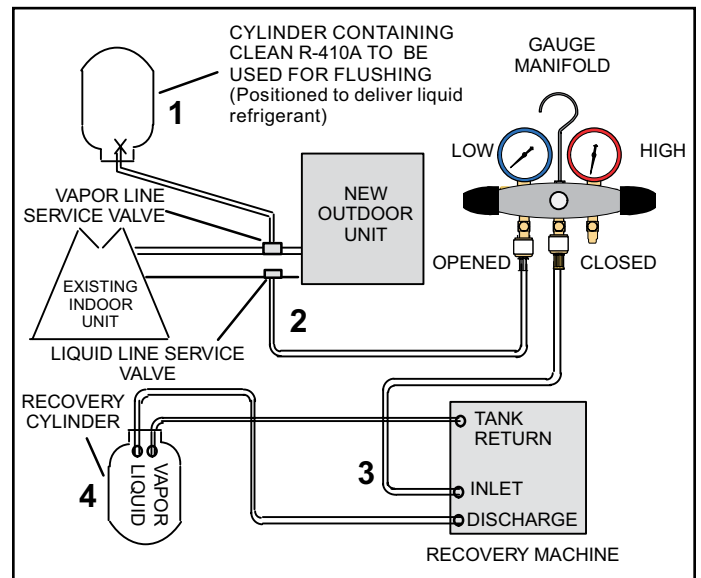 CYLINDER CONTAINING
CLEAN R-410A TO BE
USED FOR FLUSHING
(Positioned to deliver liquid
refrigerant)
1
GAUGE
MANIFOLD
LOW
HIGH
VAPOR LINE
SERVICE VALVE
NEW
OUTDOOR
UNIT
EXISTING
INDOOR
UNIT
OPENED
CLOSED
2
LIQUID LINE SERVICE
VALVE
RECOVERY
CYLINDER
TANK
RETURN
3
4
LIQUID
VAPOR
INLET
DISCHARGE
RECOVERY MACHINE